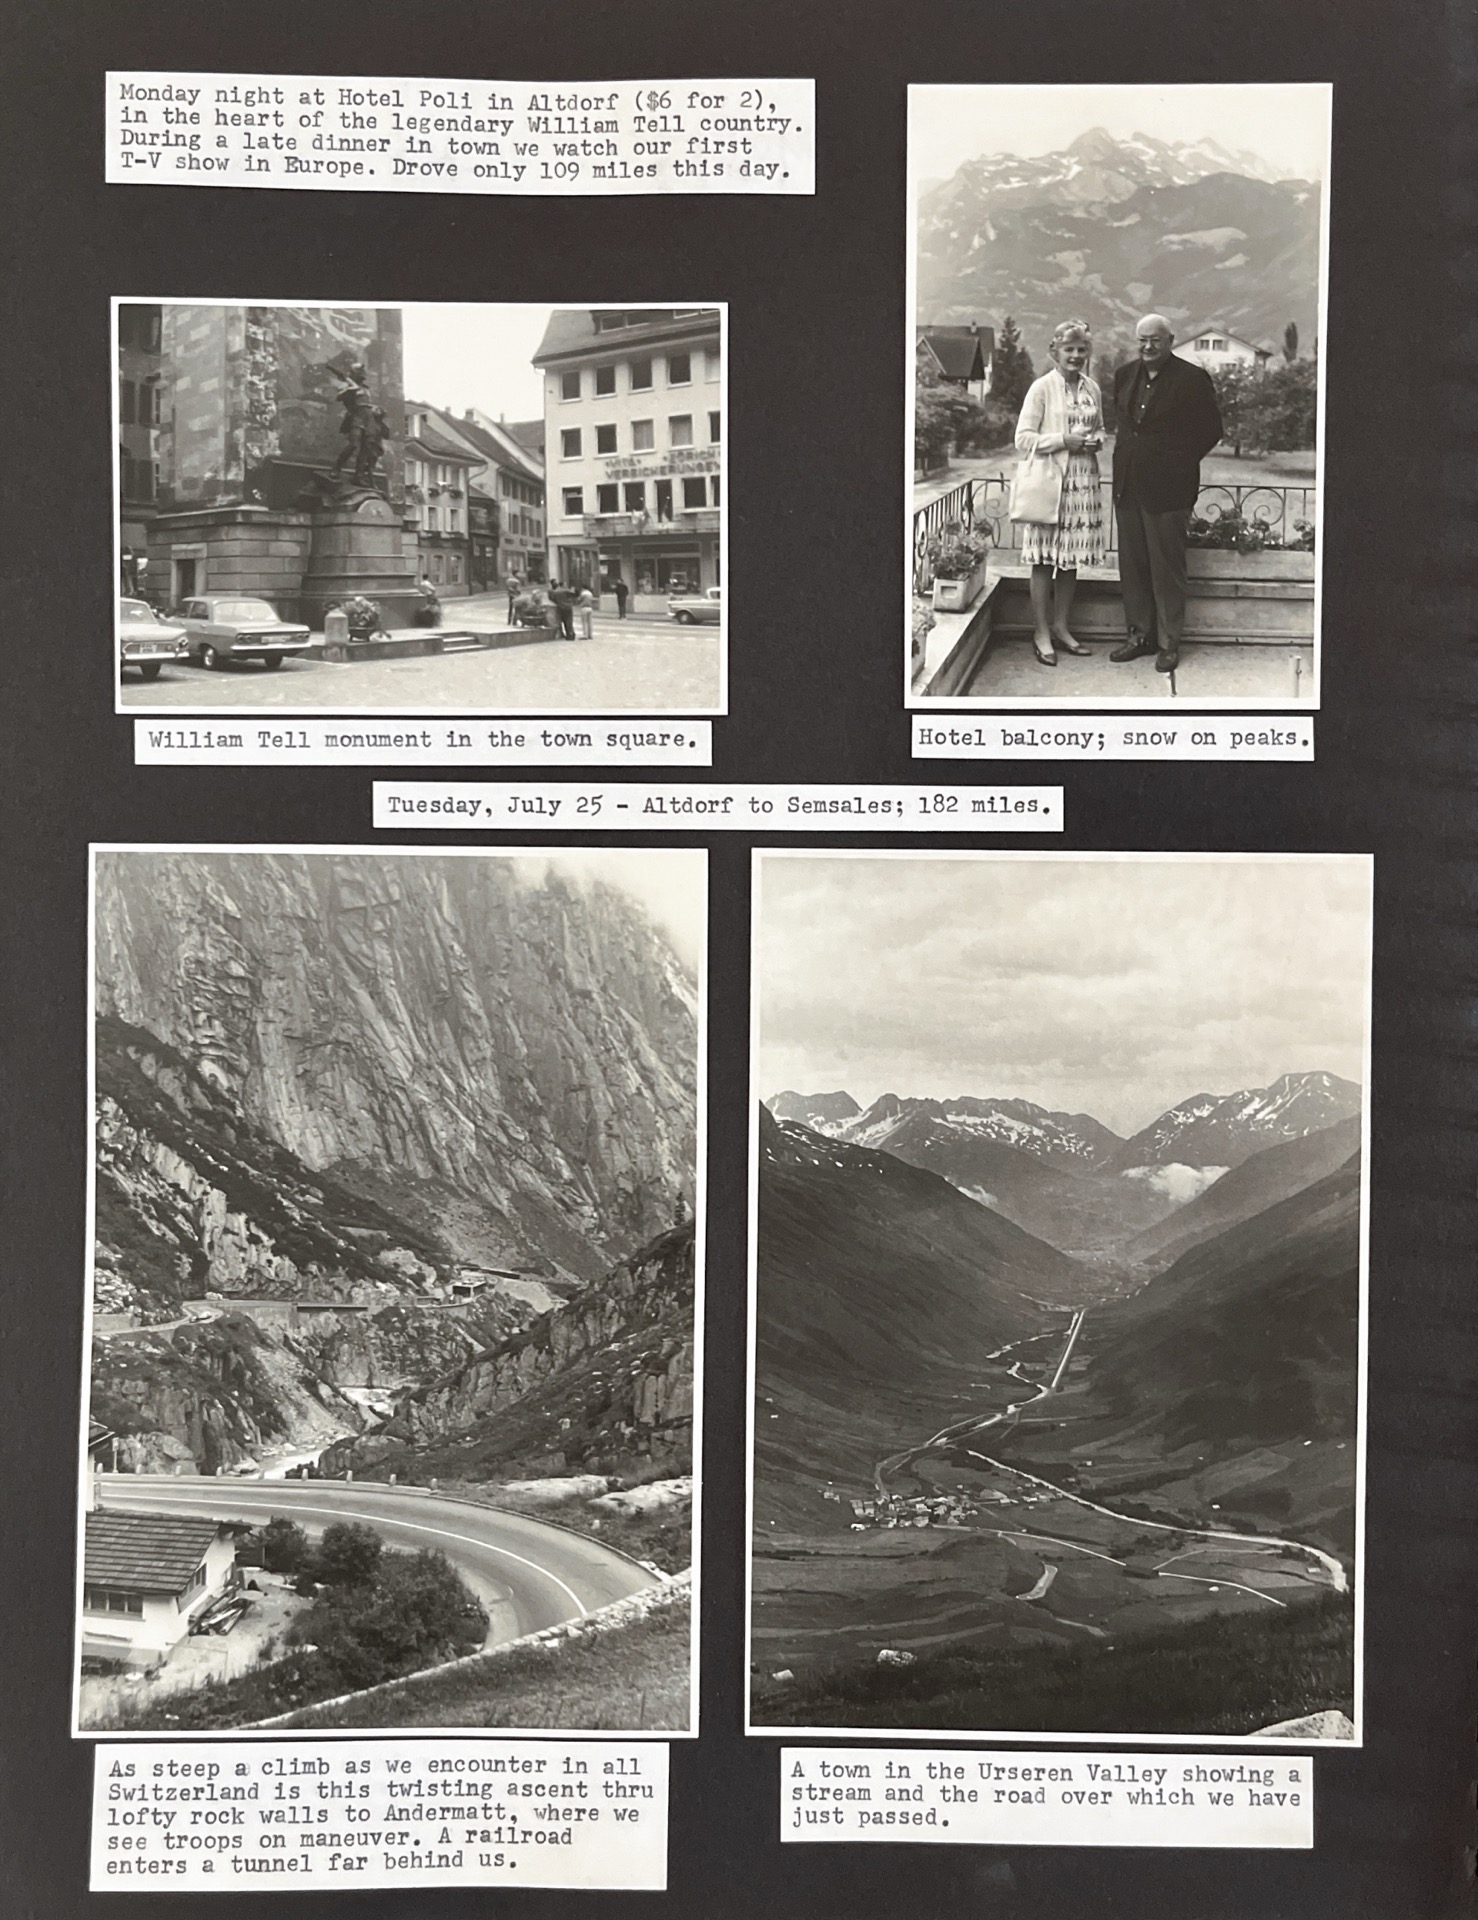 Monday night at Hotel Poli in Altdorf ($6 for 2),
in the heart of the legendary William Tell country.
During a late dinner in town we watch our first
T-V show in Europe. Drove only 109 miles this day.
VITA ZÜRICH
VERSICHERUNGEN
William Tell monument in the town square.
Hotel balcony; snow on peaks.
Tuesday, July 25 - Altdorf to Semsales; 182 miles.
As steep a climb as we encounter in all
Switzerland is this twisting ascent thru
lofty rock walls to Andermatt, where we
see troops on maneuver. A railroad
enters a tunnel far behind us.
A town in the Urseren Valley showing a
stream and the road over which we have
just passed.